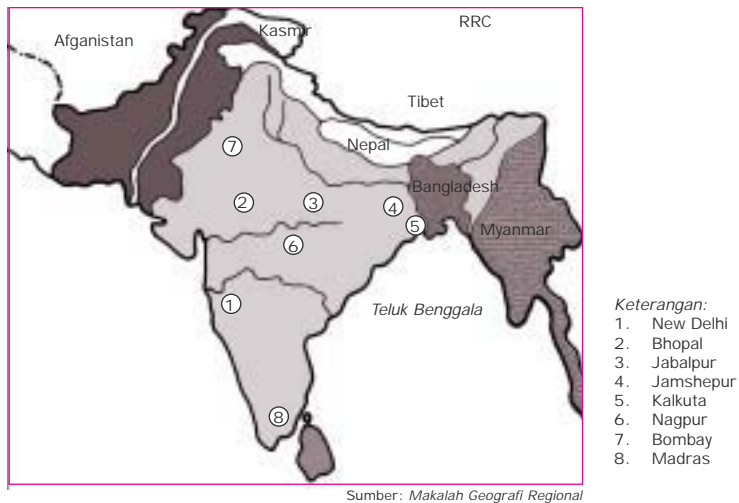 Afganistan
Kasmir
RRC
Tibet
Nepal
Bangladesh
Myanmar
Teluk Benggala
7
2
3
4
5
6
1
8
Keterangan:
1. New Delhi
2. Bhopal
3. Jabalpur
4. Jamshepur
5. Kalkuta
6. Nagpur
7. Bombay
8. Madras
Sumber: Makalah Geografi Regional